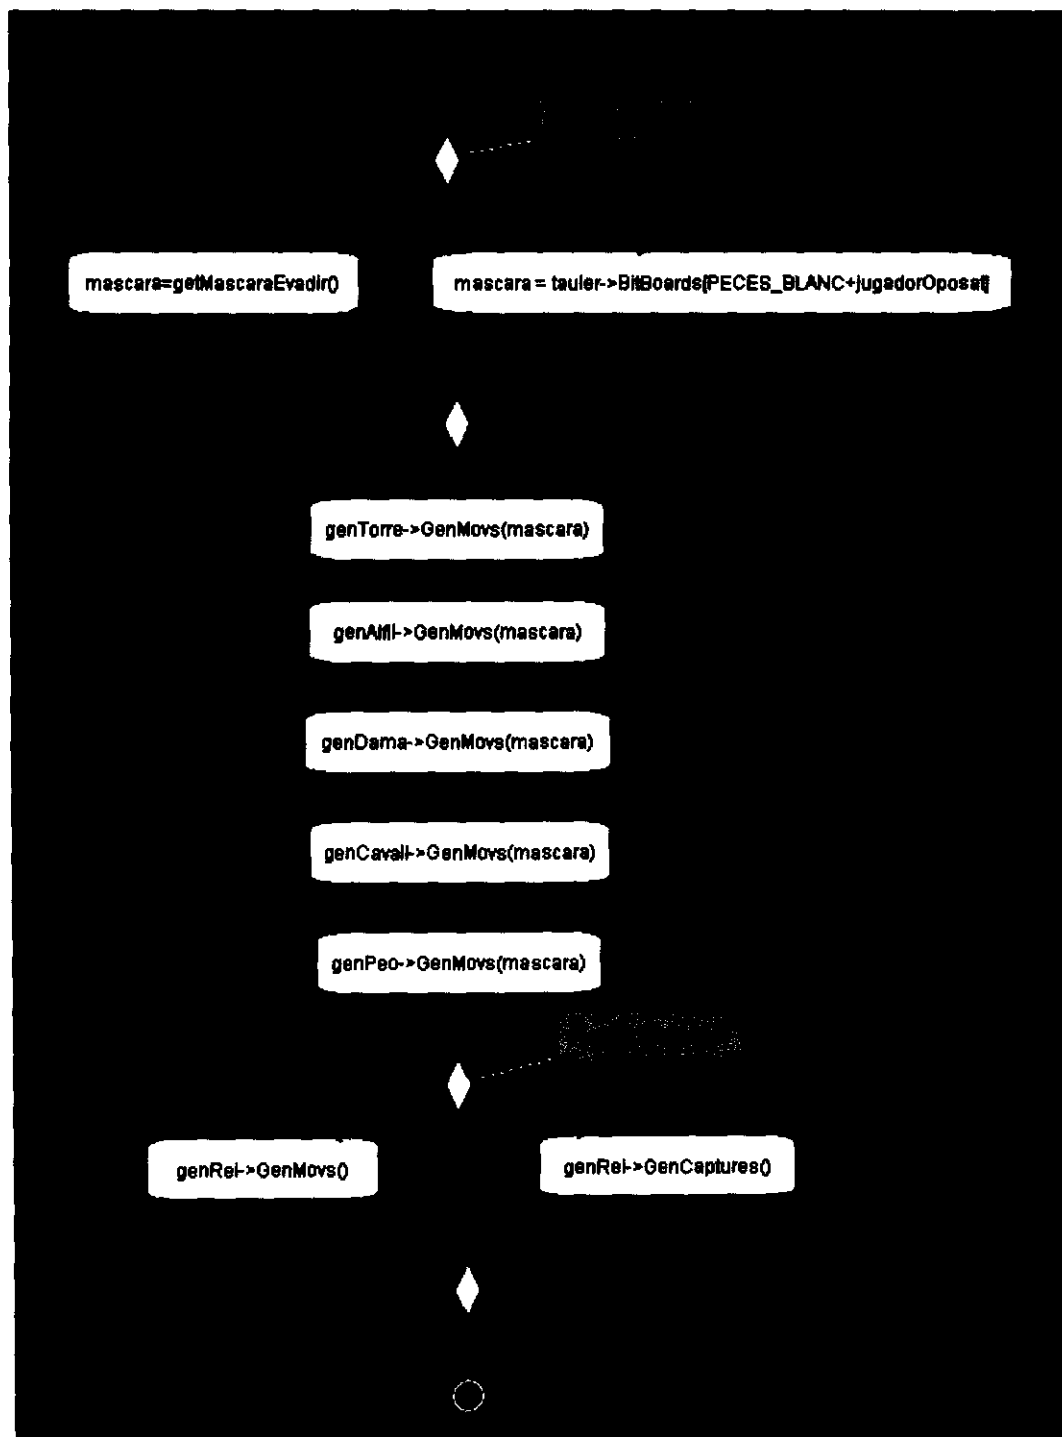 mascara=getMascaraEvadir()
mascara = tauler->BitBoards[PECES_BLANC+jugadorOposat]
genTorre->GenMovs(mascara)
genAlfil->GenMovs(mascara)
genDama->GenMovs(mascara)
genCavall->GenMovs(mascara)
genPeo->GenMovs(mascara)
genRei->GenMovs()
genRei->GenCaptures()